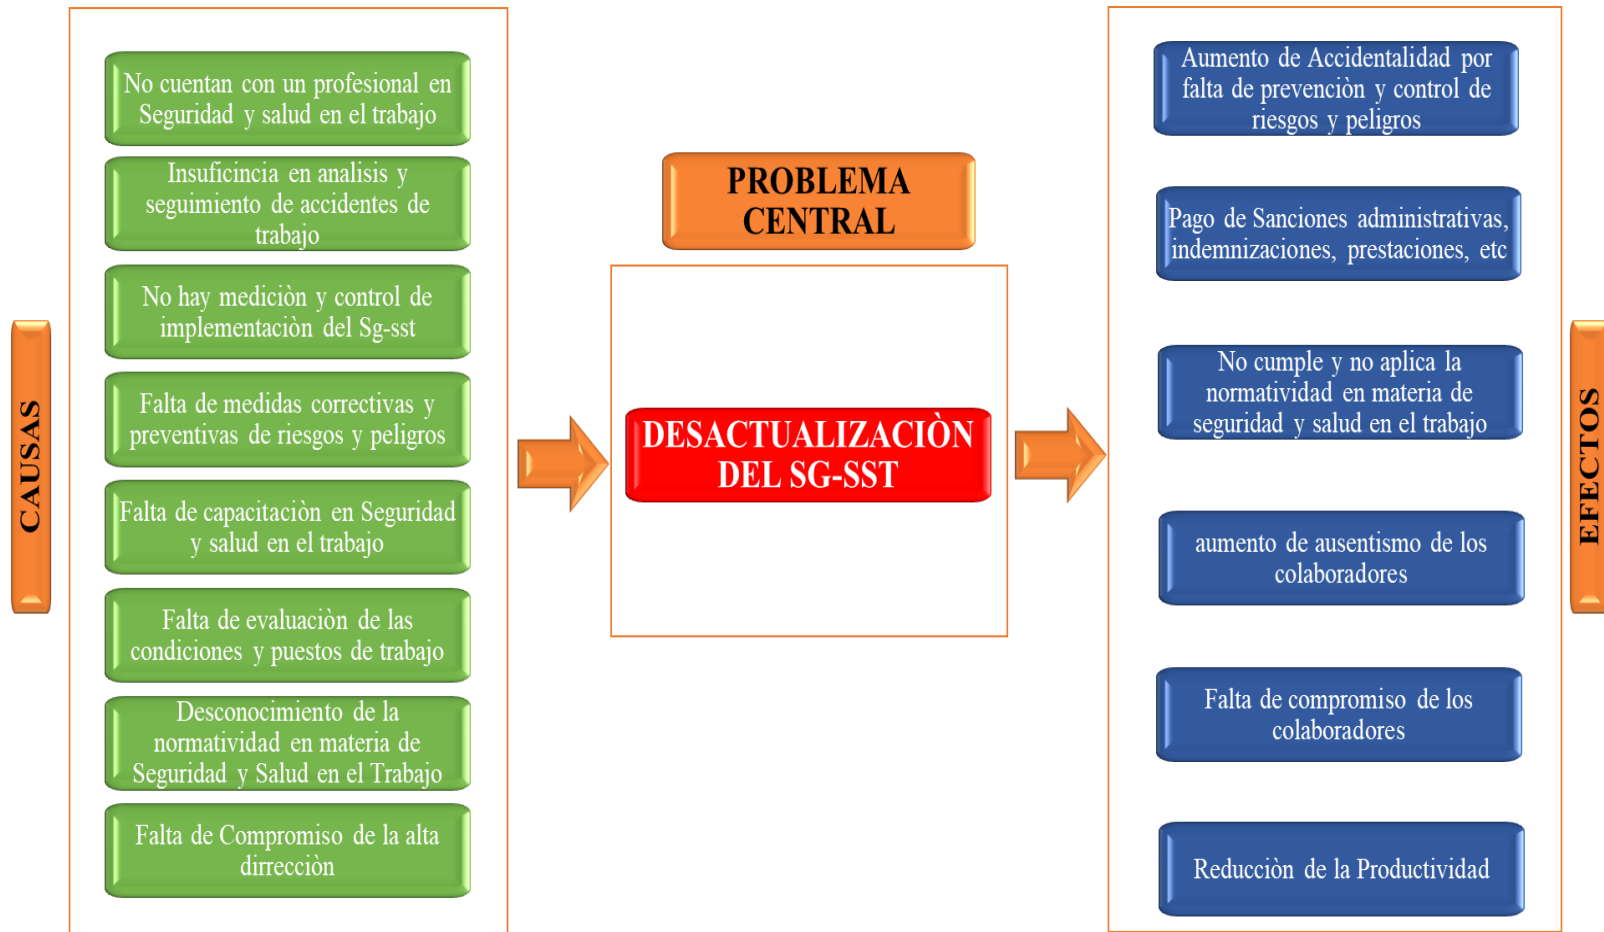 CAUSAS
No cuentan con un profesional en
Seguridad y salud en el trabajo
Insuficincia en analisis y
seguimiento de accidentes de
trabajo
No hay mediciòn y control de
implementaciòn del Sg-sst
Falta de medidas correctivas y
preventivas de riesgos y peligros
Falta de capacitaciòn en Seguridad
y salud en el trabajo
Falta de evaluaciòn de las
condiciones y puestos de trabajo
Desconocimiento de la
normatividad en materia de
Seguridad y Salud en el Trabajo
Falta de Compromiso de la alta
dirrecciòn
PROBLEMA
CENTRAL
DESACTUALIZACIÒN
DEL SG-SST
Aumento de Accidentalidad por
falta de prevenciòn y control de
riesgos y peligros
Pago de Sanciones administrativas,
indemnizaciones, prestaciones, etc
No cumple y no aplica la
normatividad en materia de
seguridad y salud en el trabajo
aumento de ausentismo de los
colaboradores
Falta de compromiso de los
colaboradores
Reducciòn de la Productividad
EFECTOS